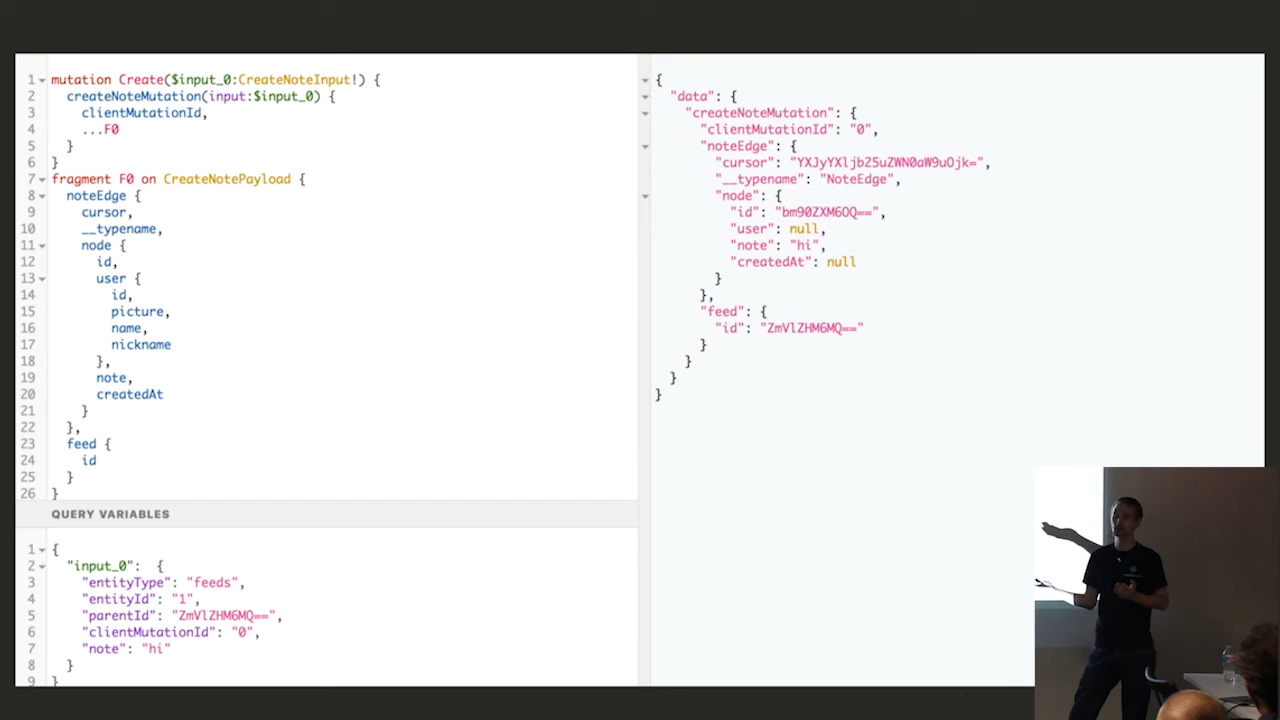 1 mutation Create($input_0:CreateNoteInput!) {
2 createNoteMutation(input:$input_0) {
3 clientMutationId,
4 ...F0
5 }
6 }
7 fragment F0 on CreateNotePayload {
8 noteEdge {
9 cursor,
10 __typename,
11 node {
12 id,
13 user {
14 id,
15 picture,
16 name,
17 nickname
18 },
19 note,
20 createdAt
21 }
22 },
23 feed {
24 id
25 }
26 }
QUERY VARIABLES
1 {
2 "input_0": {
3 "entityType": "feeds",
4 "entityId": "1",
5 "parentId": "ZmVlZHM6MQ==",
6 "clientMutationId": "0",
7 "note": "hi"
8 }
9 }
{
"data": {
"createNoteMutation": {
"clientMutationId": "0",
"noteEdge": {
"cursor": "YXJyYXljb25uZWN0aW9uOjk=",
"__typename": "NoteEdge",
"node": {
"id": "bm90ZXM6OQ==",
"user": null,
"note": "hi",
"createdAt": null
}
},
"feed": {
"id": "ZmVlZHM6MQ=="
}
}
}
}